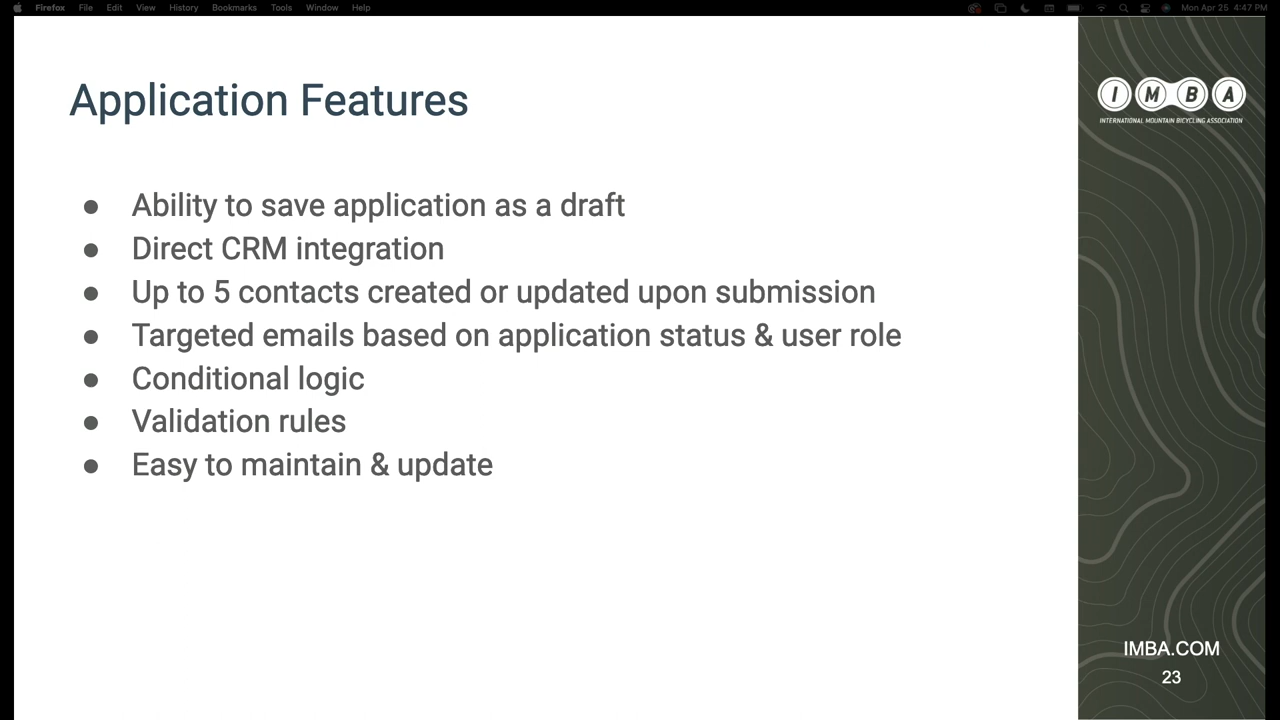 Firefox File Edit View History Bookmarks Tools Window Help Mon Apr 25 4:47 PM
Application Features
IMBA
INTERNATIONAL MOUNTAIN BICYCLING ASSOCIATION
● Ability to save application as a draft
● Direct CRM integration
● Up to 5 contacts created or updated upon submission
● Targeted emails based on application status & user role
● Conditional logic
● Validation rules
● Easy to maintain & update
IMBA.COM
23